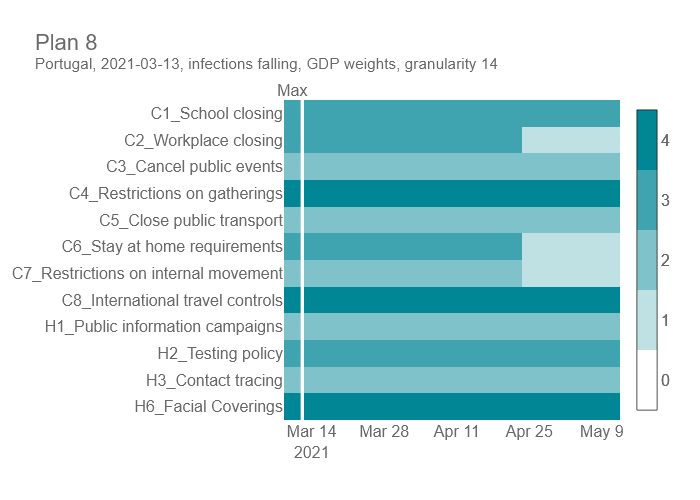 Plan 8
Portugal, 2021-03-13, infections falling, GDP weights, granularity 14
Max
C1_School closing
C2_Workplace closing
C3_Cancel public events
C4_Restrictions on gatherings
C5_Close public transport
C6_Stay at home requirements
C7_Restrictions on internal movement
C8_International travel controls
H1_Public information campaigns
H2_Testing policy
H3_Contact tracing
H6_Facial Coverings
Mar 14 Mar 28 Apr 11 Apr 25 May 9
2021
4
3
2
1
0